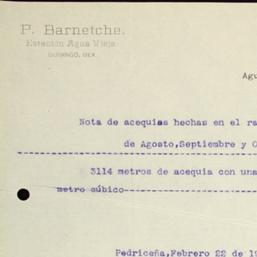 P. Barnetche.
Estación Agua Vieja
DURANGO, MEX.
Agu
Nota de acequias hechas en el ra
de Agosto,Septiembre y O
3114 metros de acequia con una
metro cúbico
Pedriceña,Febrero 22 de 19